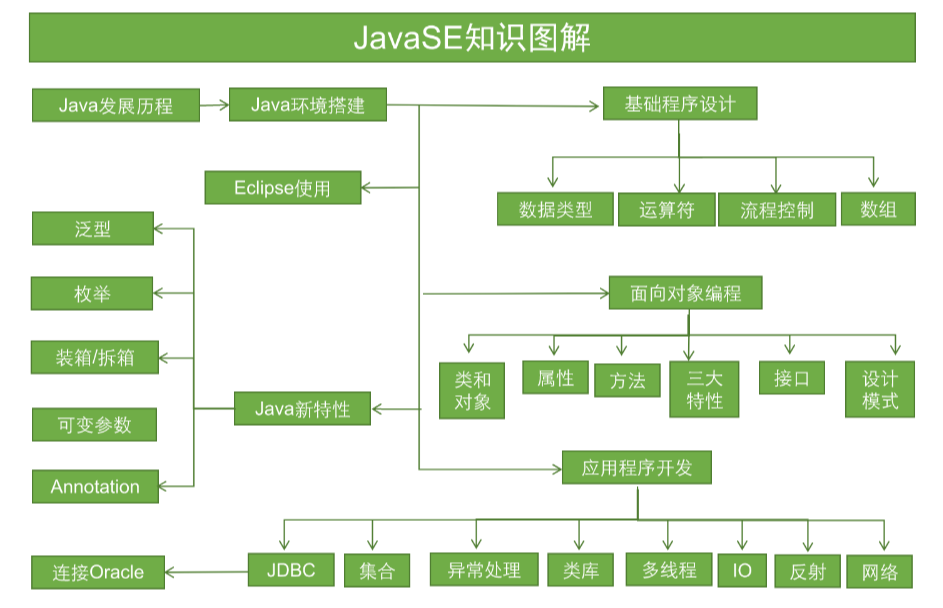 JavaSE知识图解
Java发展历程
Java环境搭建
基础程序设计
Eclipse使用
数据类型
运算符
流程控制
数组
泛型
枚举
装箱/拆箱
可变参数
Annotation
Java新特性
面向对象编程
类和
对象
属性
方法
三大
特性
接口
设计
模式
应用程序开发
连接Oracle
JDBC
集合
异常处理
类库
多线程
IO
反射
网络